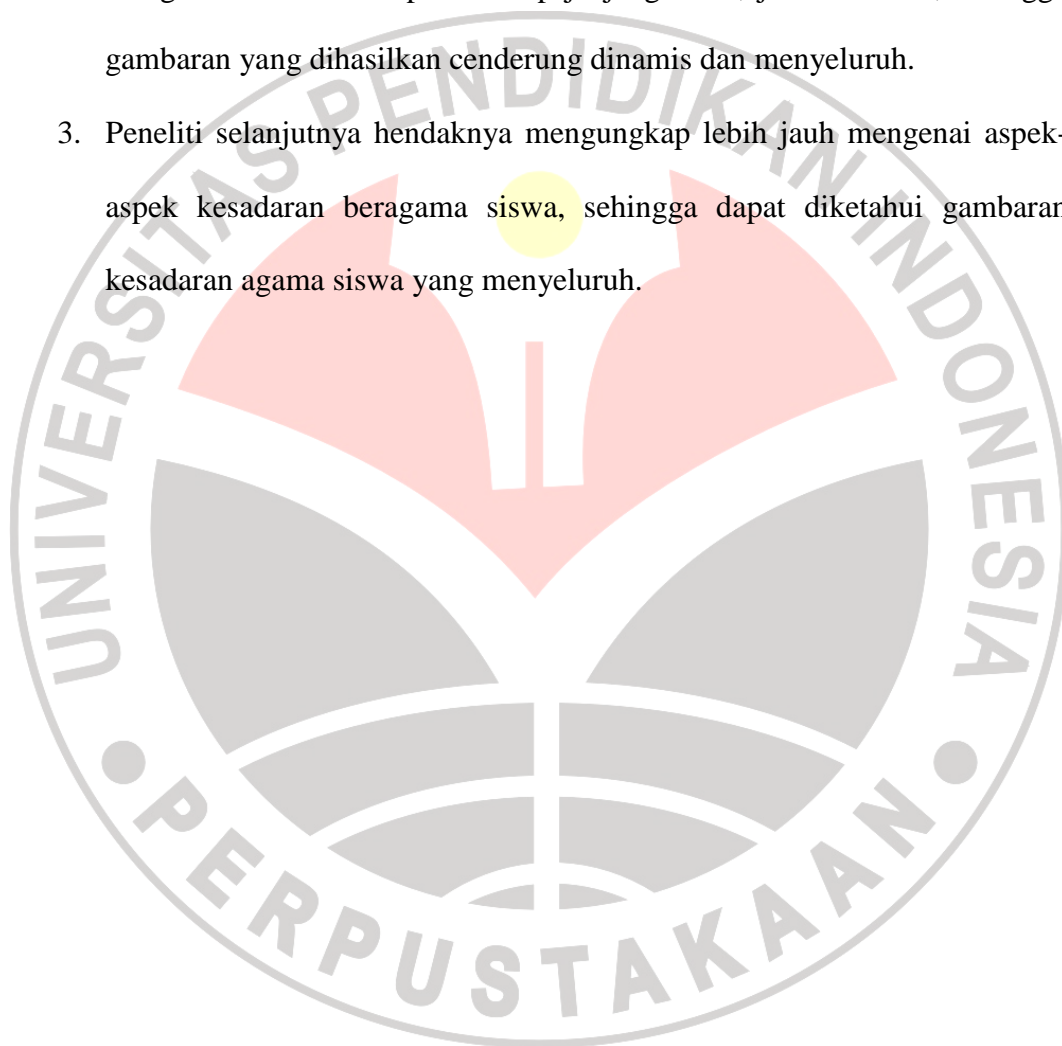 gambaran yang dihasilkan cenderung dinamis dan menyeluruh.
3. Peneliti selanjutnya hendaknya mengungkap lebih jauh mengenai aspek-
aspek kesadaran beragama siswa, sehingga dapat diketahui gambaran
kesadaran agama siswa yang menyeluruh.
UNIVERSITAS PENDIDIKAN INDONESIA
PERPUSTAKAAN